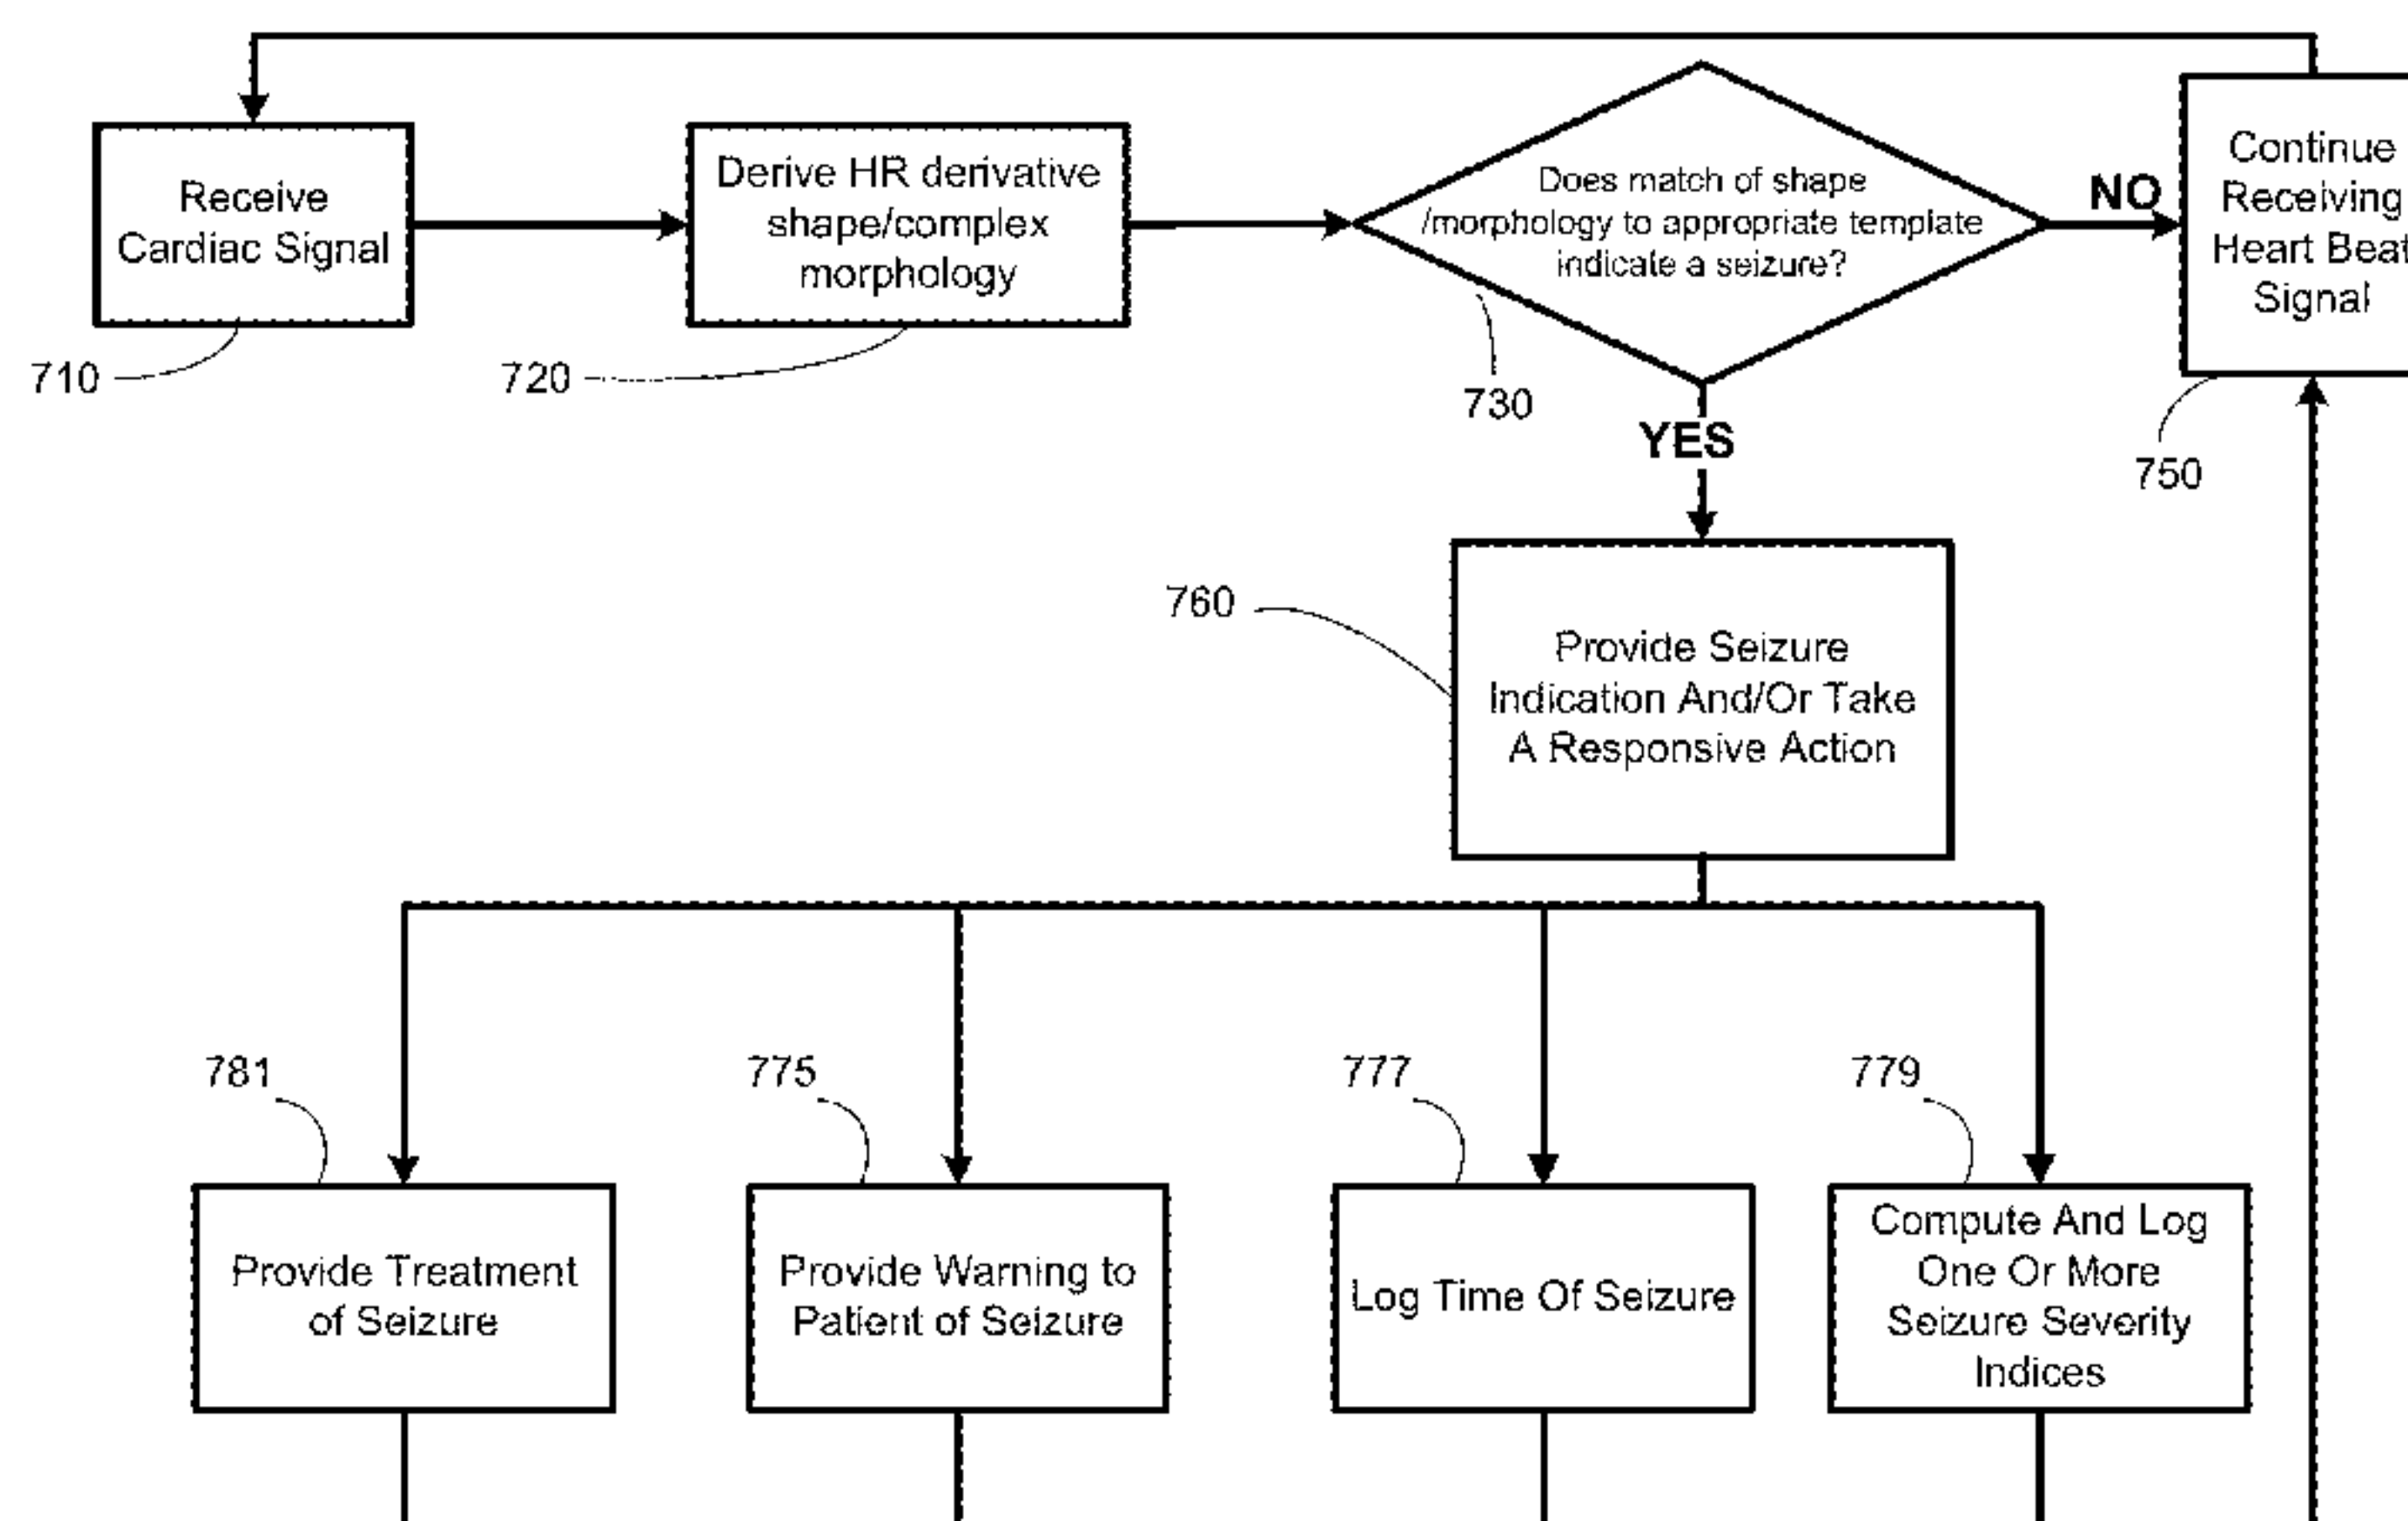 Receive
Cardiac Signal
710
Derive HR derivative
shape/complex
morphology
720
Does match of shape
/morphology to appropriate template
indicate a seizure?
730
NO
Continue
Receiving
Heart Beat
Signal
750
YES
760
Provide Seizure
Indication And/Or Take
A Responsive Action
781
Provide Treatment
of Seizure
775
Provide Warning to
Patient of Seizure
777
Log Time Of Seizure
779
Compute And Log
One Or More
Seizure Severity
Indices